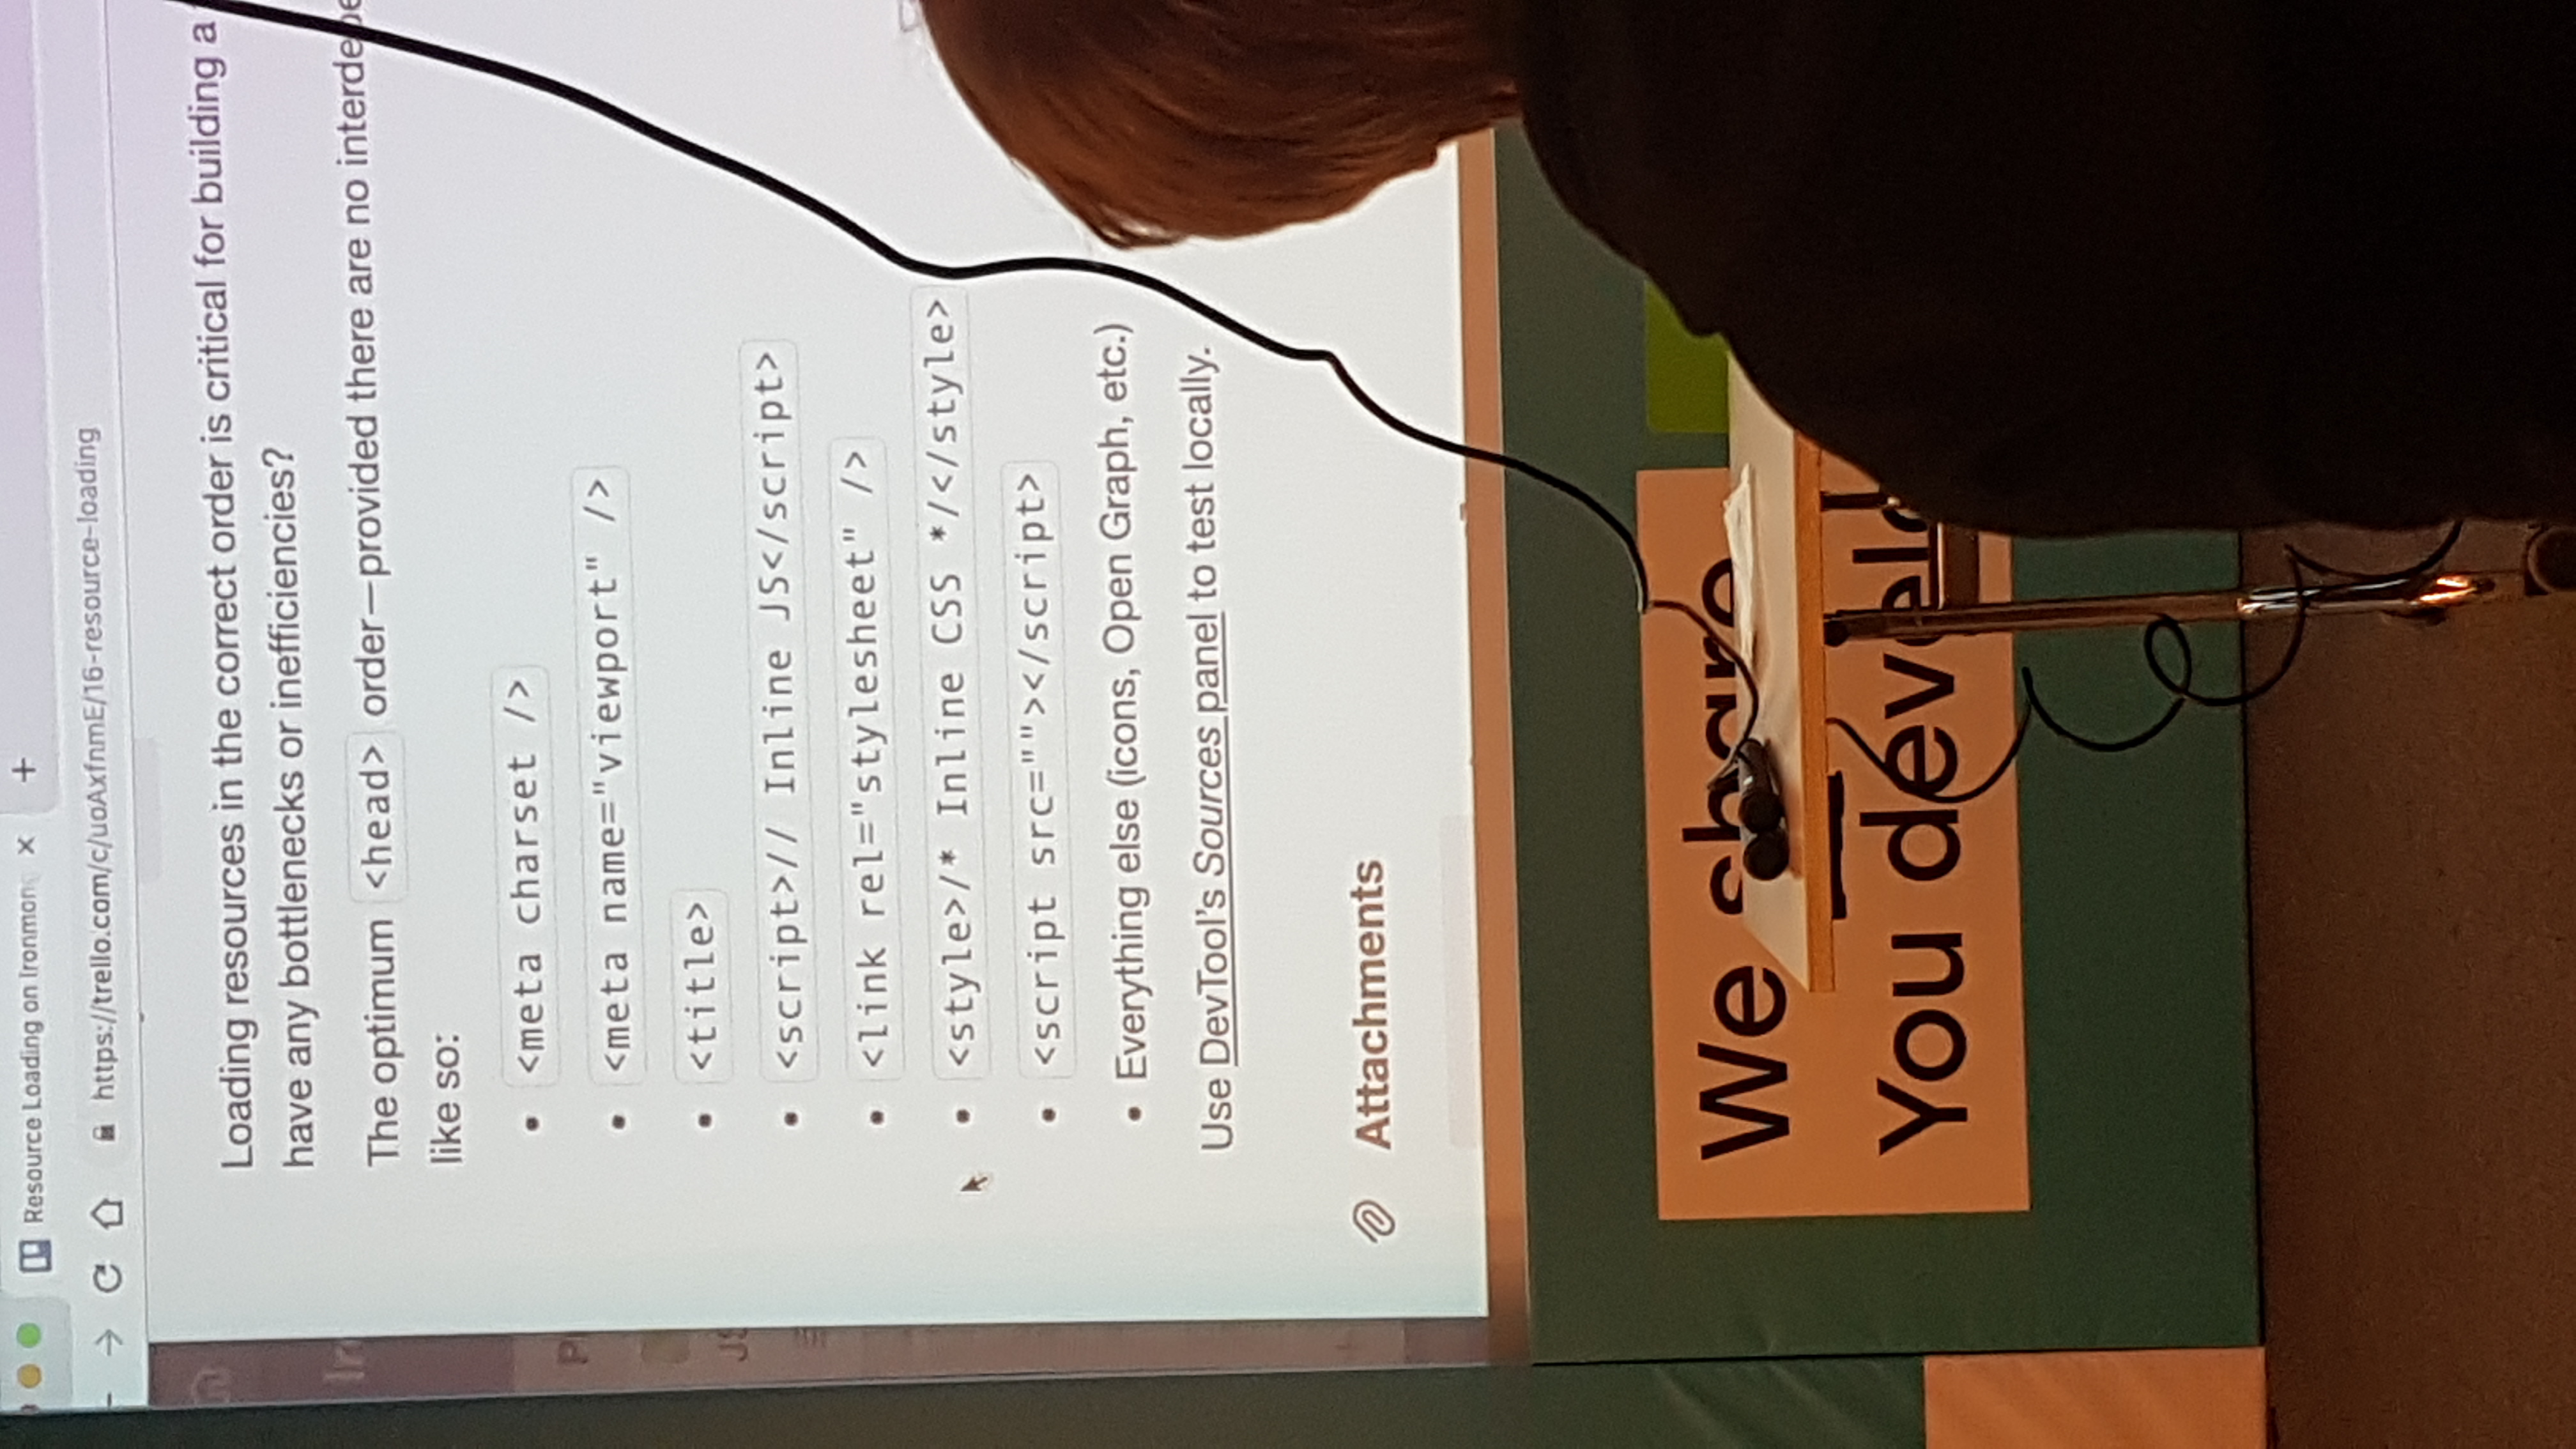 Resource Loading on Ironmon
https://trello.com/c/uoAxfnmE/16-resource-loading
Loading resources in the correct order is critical for building a
have any bottlenecks or inefficiencies?
The optimum <head> order—provided there are no interdepe
like so:
• <meta charset />
• <meta name="viewport" />
• <title>
• <script>// Inline JS</script>
• <link rel="stylesheet" />
• <style>/* Inline CSS */</style>
• <script src=""></script>
• Everything else (icons, Open Graph, etc.)
Use DevTool's Sources panel to test locally.
Attachments
We share
You develo